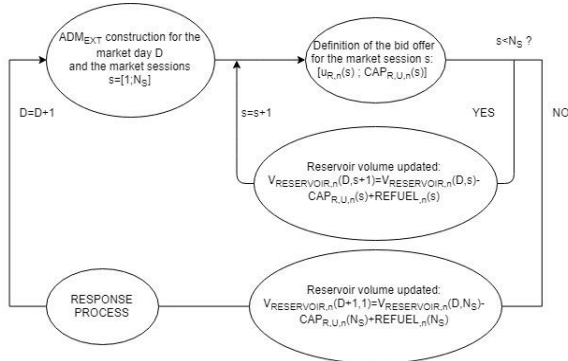 ADM_EXT construction for the
market day D
and the market sessions
s=[1;N_S]
Definition of the bid offer
for the market session s:
[u_R,n(s) ; CAP_R,U,n(s)]
s<N_S ?
D=D+1
s=s+1
YES
NO
Reservoir volume updated:
V_RESERVOIR,n(D,s+1)=V_RESERVOIR,n(D,s)-
CAP_R,U,n(s)+REFUEL_,n(s)
RESPONSE
PROCESS
Reservoir volume updated:
V_RESERVOIR,n(D+1,1)=V_RESERVOIR,n(D,N_S)-
CAP_R,U,n(N_S)+REFUEL_,n(N_S)